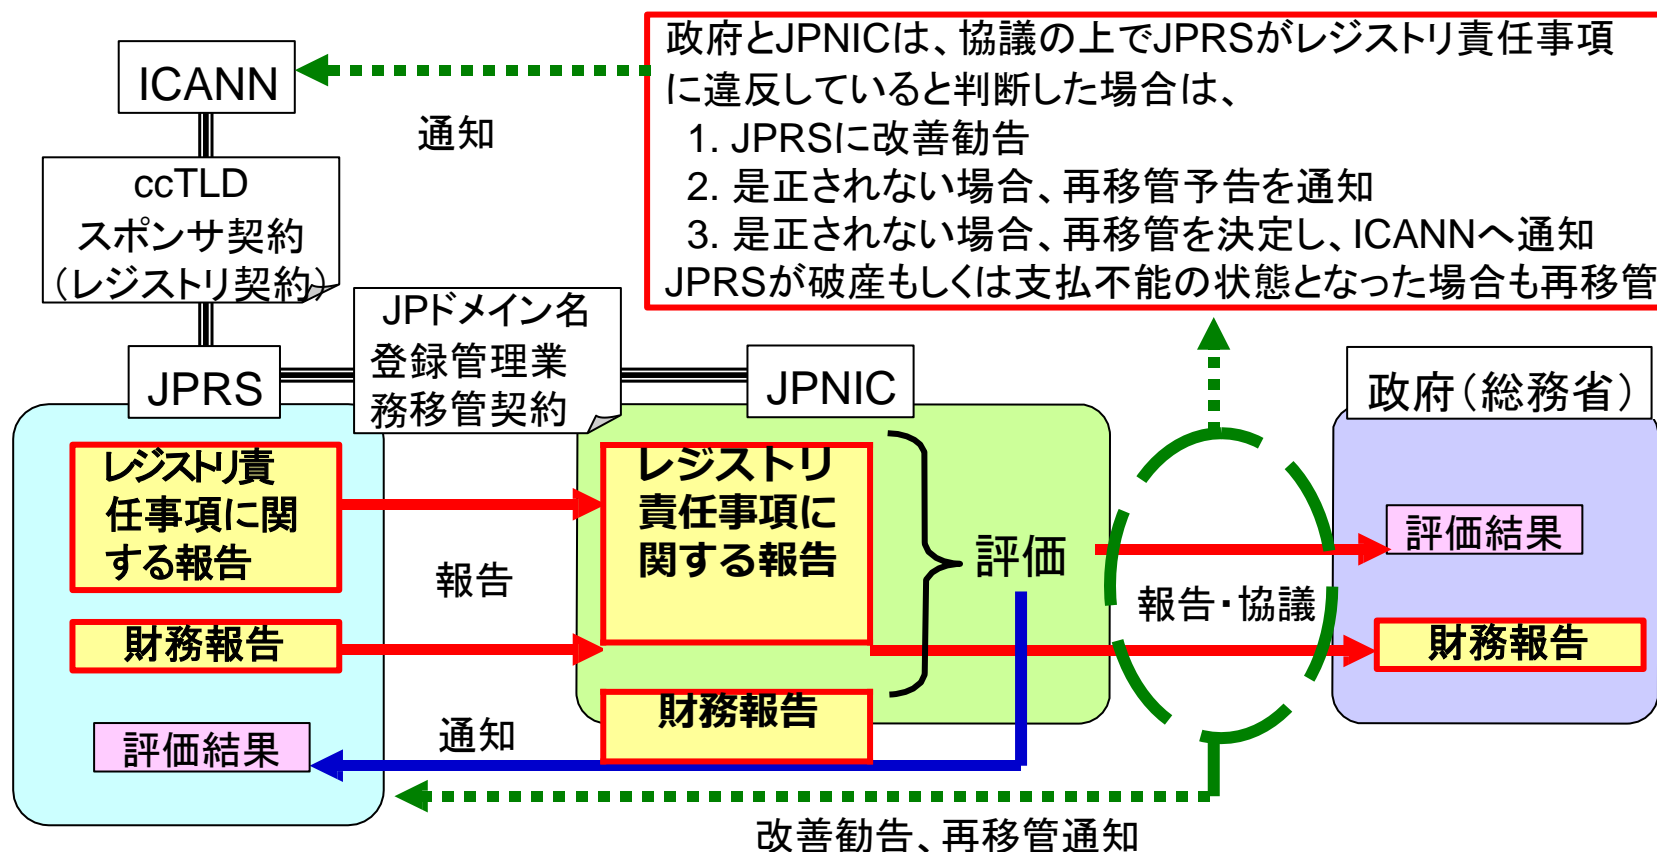 政府とJPNICは、協議の上でJPRSがレジストリ責任事項
に違反していると判断した場合は、
1. JPRSに改善勧告
2. 是正されない場合、再移管予告を通知
3. 是正されない場合、再移管を決定し、ICANNへ通知
JPRSが破産もしくは支払不能の状態となった場合も再移管
ICANN
通知
ccTLD
スポンサ契約
(レジストリ契約)
JPドメイン名
登録管理業
務移管契約
JPRS
JPNIC
政府(総務省)
レジストリ責
任事項に関
する報告
レジストリ
責任事項に
関する報告
評価
評価結果
報告
報告・協議
財務報告
財務報告
財務報告
評価結果
通知
改善勧告、再移管通知